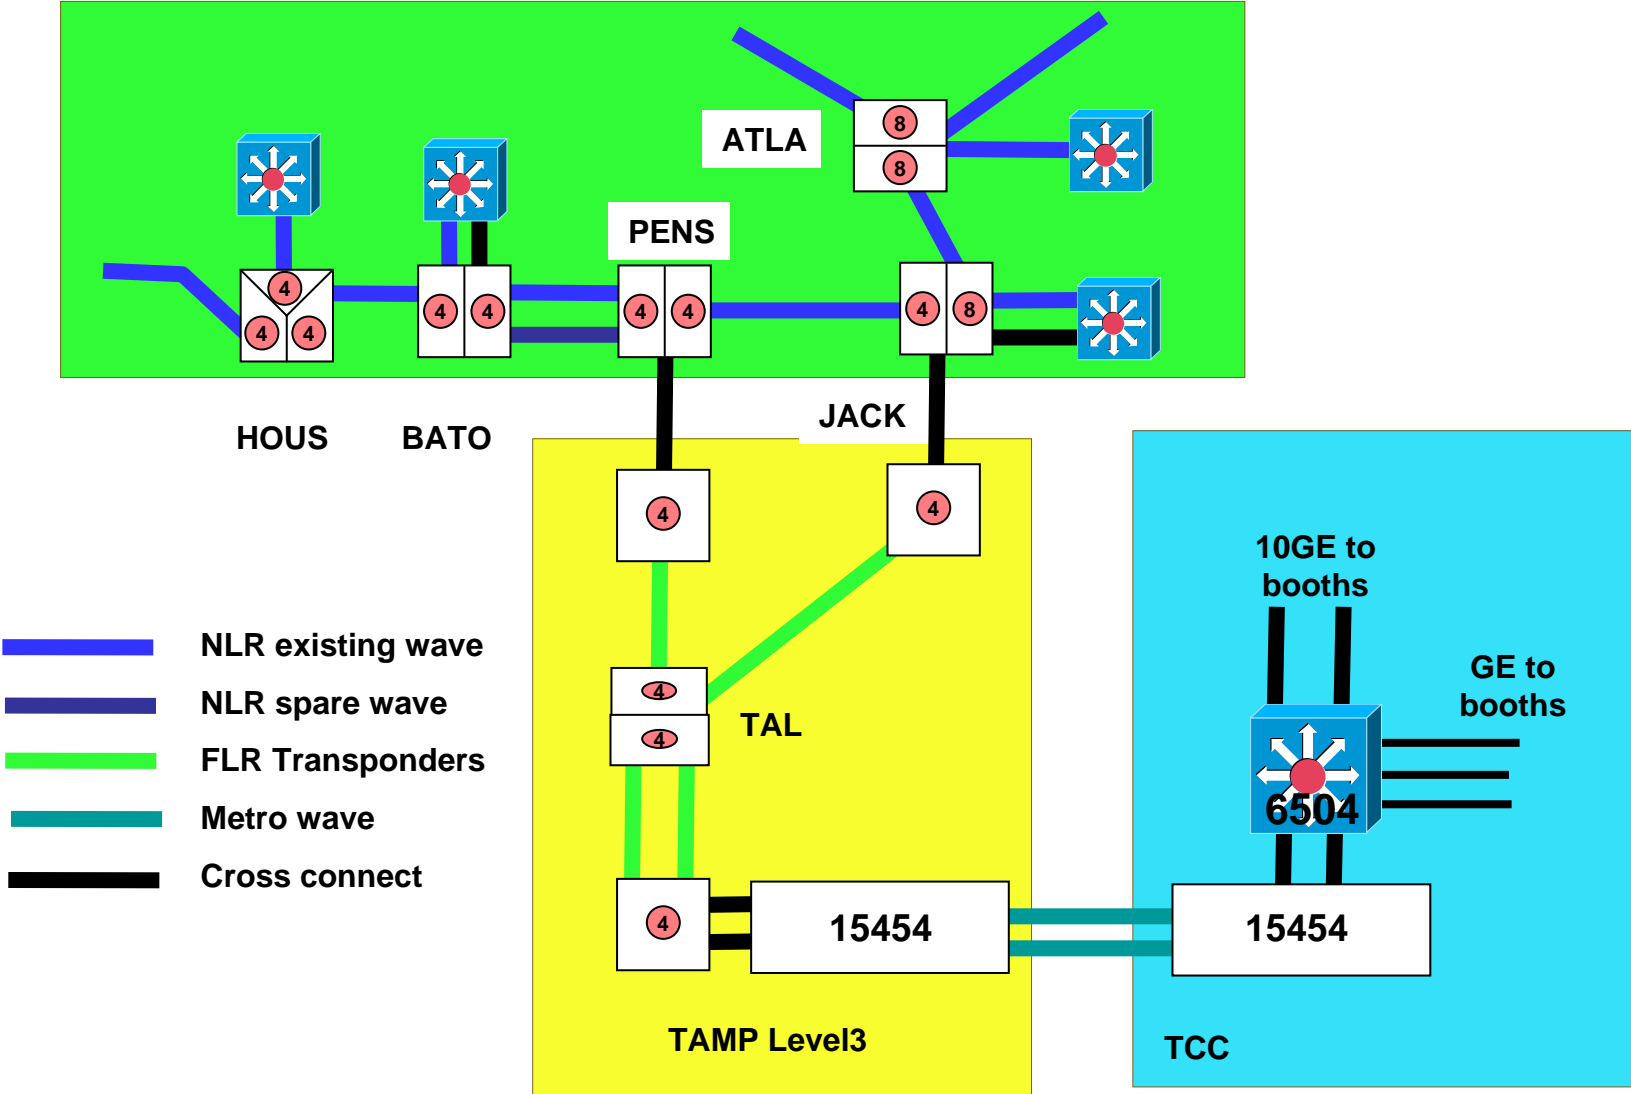 ATLA
8
8
PENS
4
4
4
4
4
4
4
4
8
HOUS
BATO
JACK
4
4
10GE to
booths
NLR existing wave
NLR spare wave
FLR Transponders
Metro wave
Cross connect
4
4
TAL
GE to
booths
6504
4
15454
15454
TAMP Level3
TCC